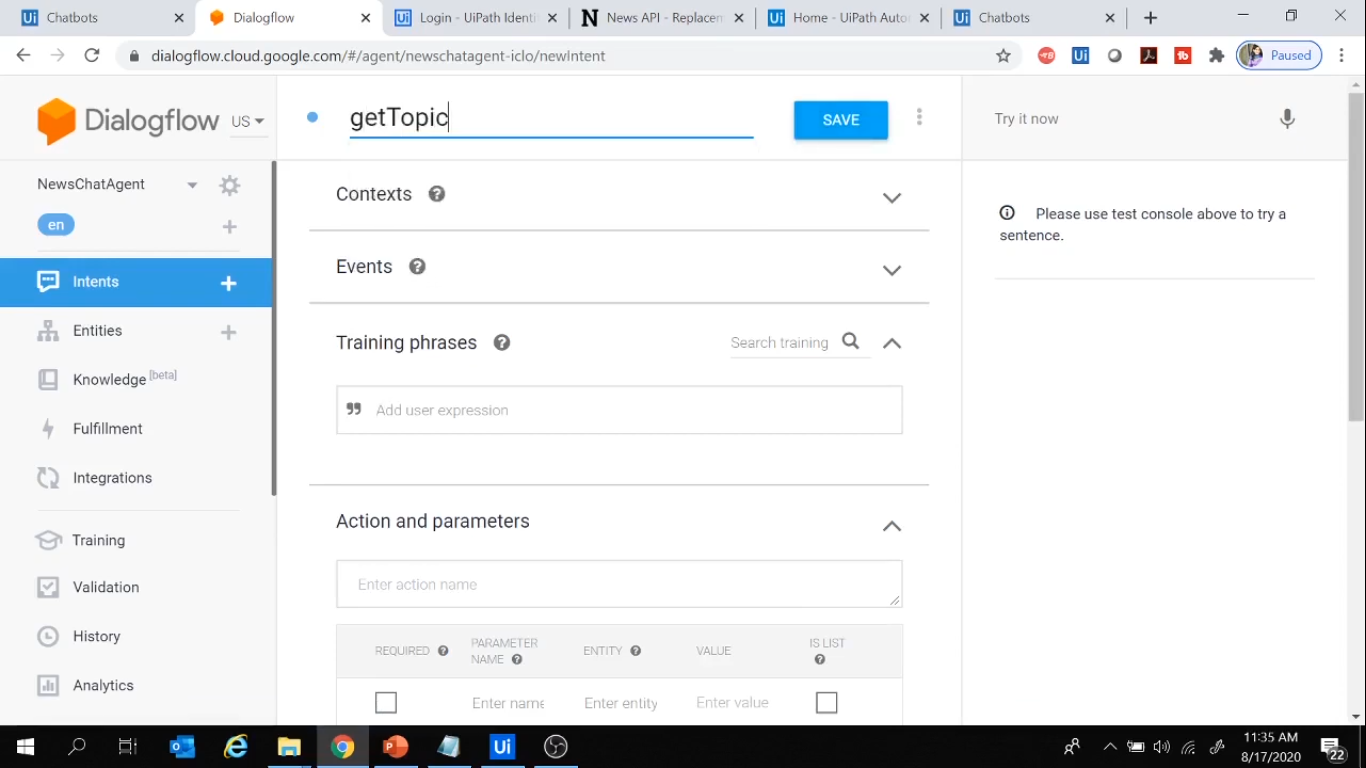 Chatbots
Dialogflow
Login - UiPath Identi
News API - Replacem
Home - UiPath Auto
Chatbots
dialogflow.cloud.google.com/#/agent/newschatagent-iclo/newIntent
Paused
Dialogflow
US
getTopic
SAVE
Try it now
NewsChatAgent
en
Intents
Entities
Knowledge [beta]
Fulfillment
Integrations
Training
Validation
History
Analytics
Contexts
Events
Training phrases
Search training
Add user expression
Action and parameters
Enter action name
REQUIRED
PARAMETER
NAME
ENTITY
VALUE
IS LIST
Enter name
Enter entity
Enter value
Please use test console above to try a
sentence.
11:35 AM
8/17/2020
22